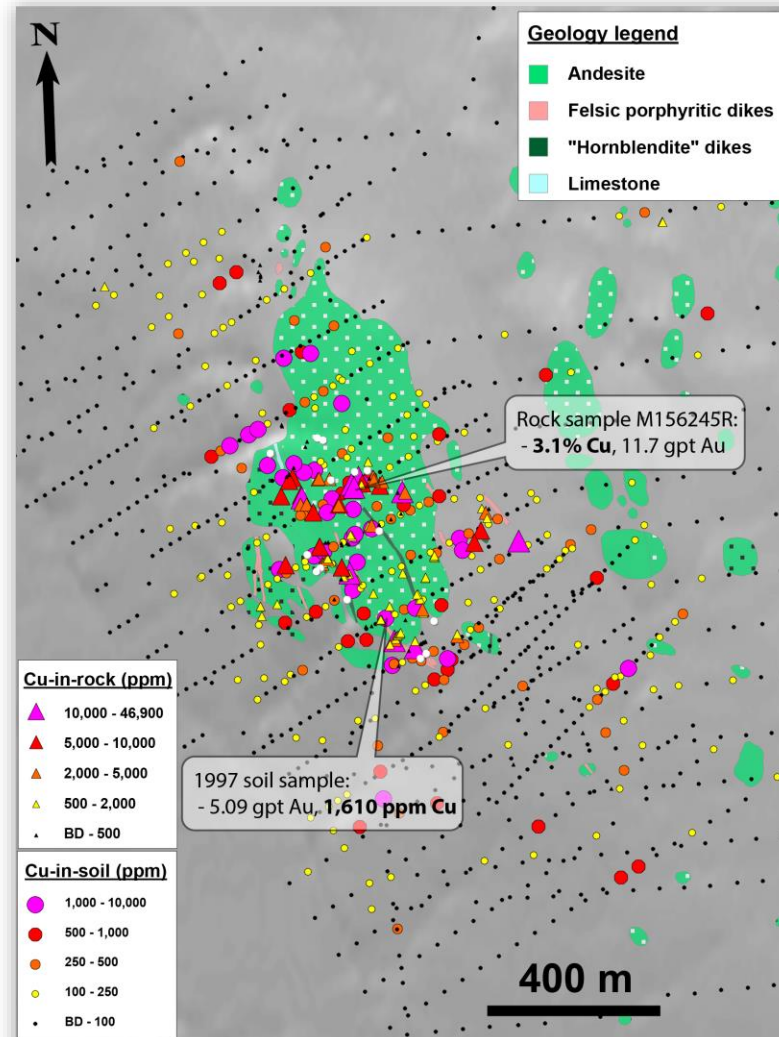 N
Geology legend
Andesite
Felsic porphyritic dikes
"Hornblendite" dikes
Limestone
Rock sample M156245R:
- 3.1% Cu, 11.7 gpt Au
Cu-in-rock (ppm)
10,000 - 46,900
5,000 - 10,000
2,000 - 5,000
500 - 2,000
BD - 500
1997 soil sample:
- 5.09 gpt Au, 1,610 ppm Cu
Cu-in-soil (ppm)
1,000 - 10,000
500 - 1,000
250 - 500
100 - 250
BD - 100
400 m